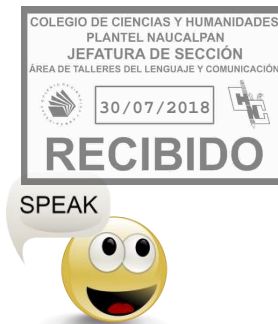 COLEGIO DE CIENCIAS Y HUMANIDADES
PLANTEL NAUCALPAN
JEFATURA DE SECCIÓN
ÁREA DE TALLERES DEL LENGUAJE Y COMUNICACIÓN
30/07/2018
RECIBIDO
SPEAK